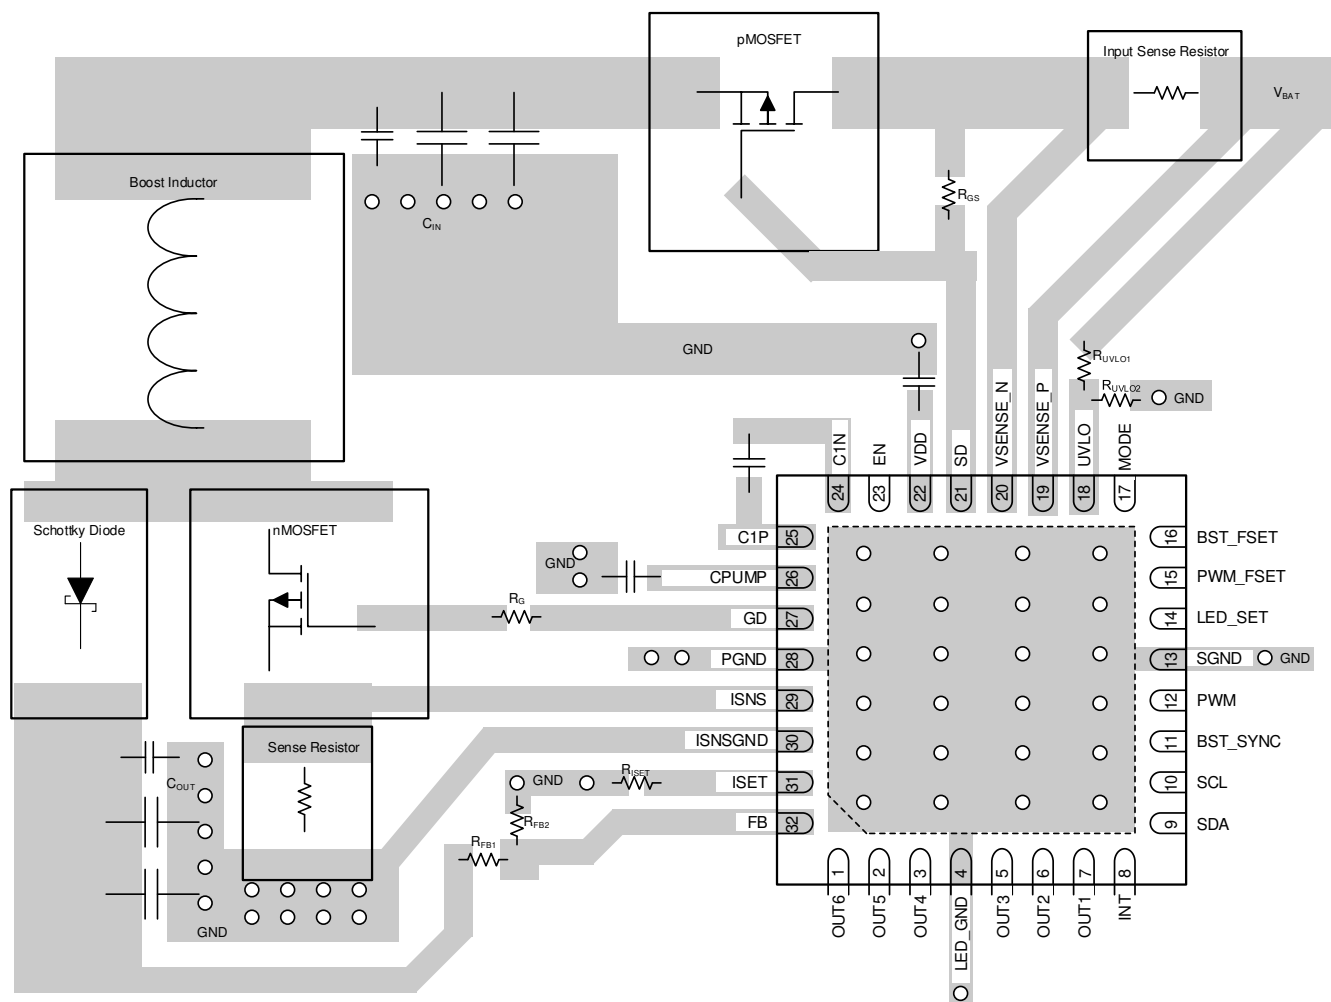 pMOSFET
Input Sense Resistor
VBAT
Boost Inductor
RGS
CIN
GND
RUVLO1
RUVLO2
GND
C1N
EN
VDD
SD
VSENSE_N
VSENSE_P
UVLO
MODE
24
23
22
21
20
19
18
17
Schottky Diode
nMOSFET
C1P
25
16
BST_FSET
GND
CPUMP
26
15
PWM_FSET
RG
GD
27
14
LED_SET
PGND
28
13
SGND
GND
ISNS
29
12
PWM
ISNSGND
30
11
BST_SYNC
Sense Resistor
COUT
GND
RISET
ISET
31
10
SCL
RFB2
FB
32
9
SDA
RFB1
1
2
3
4
5
6
7
8
OUT6
OUT5
OUT4
LED_GND
OUT3
OUT2
OUT1
INT
GND